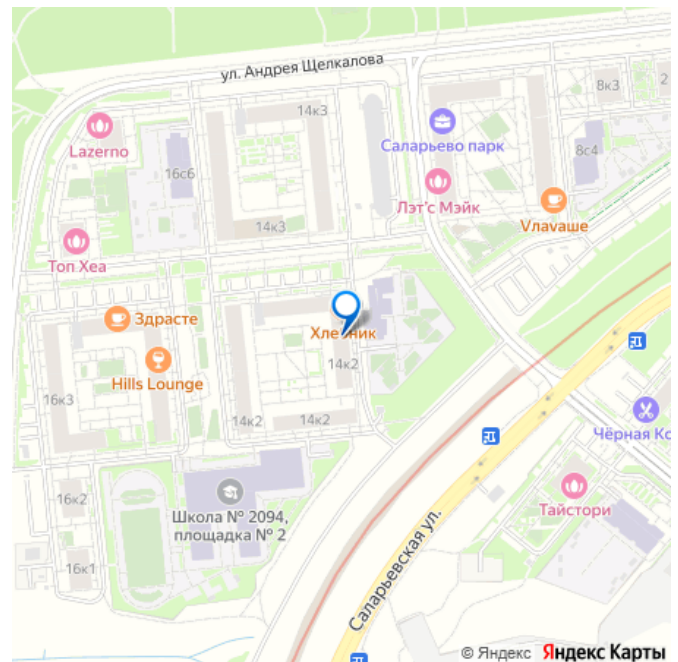 ул. Андрея Щелкалова
8к3
2
14к3
Lazerno
Саларьево парк
16с6
8с4
Лэт'с Мэйк
Vлаваше
14к3
Топ Хеа
Здрасте
14к2
Hills Lounge
16к3
14к2
14к2
Чёрная Ко
16к2
Школа № 2094,
площадка № 2
Тайстори
16к1
Саларьевская ул.
© Яндекс Яндекс Карты